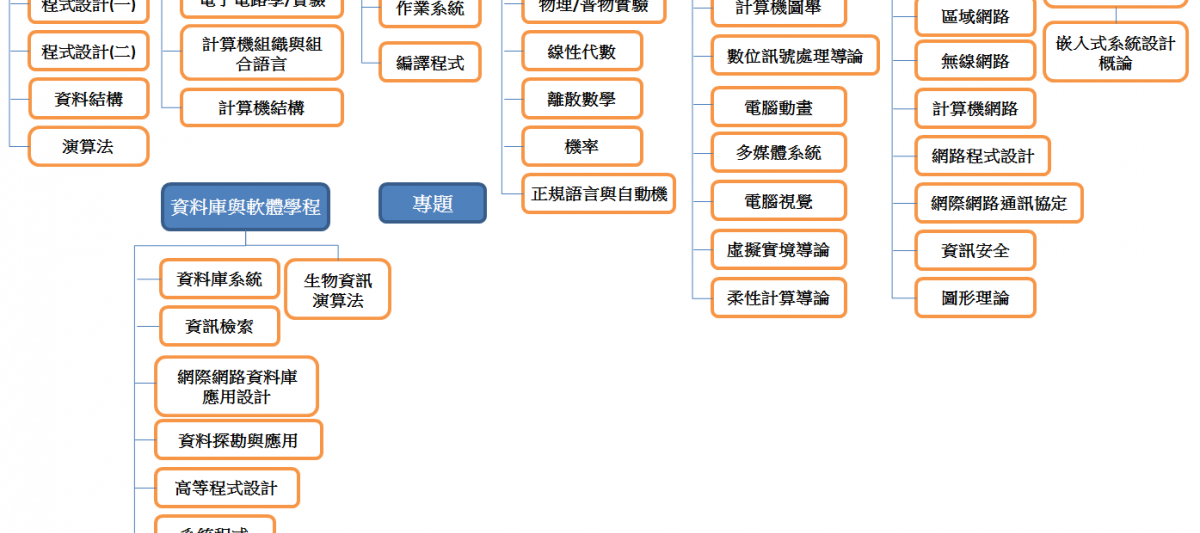 程式設計(一)
程式設計(二)
資料結構
演算法
電子電路學/實驗
計算機組織與組
合語言
計算機結構
作業系統
編譯程式
物理/普物實驗
線性代數
離散數學
機率
正規語言與自動機
計算機圖學
數位訊號處理導論
電腦動畫
多媒體系統
電腦視覺
虛擬實境導論
柔性計算導論
區域網路
無線網路
計算機網路
網路程式設計
網際網路通訊協定
資訊安全
圖形理論
嵌入式系統設計
概論
資料庫與軟體學程
專題
資料庫系統
資訊檢索
網際網路資料庫
應用設計
資料探勘與應用
高等程式設計
系統程式
生物資訊
演算法